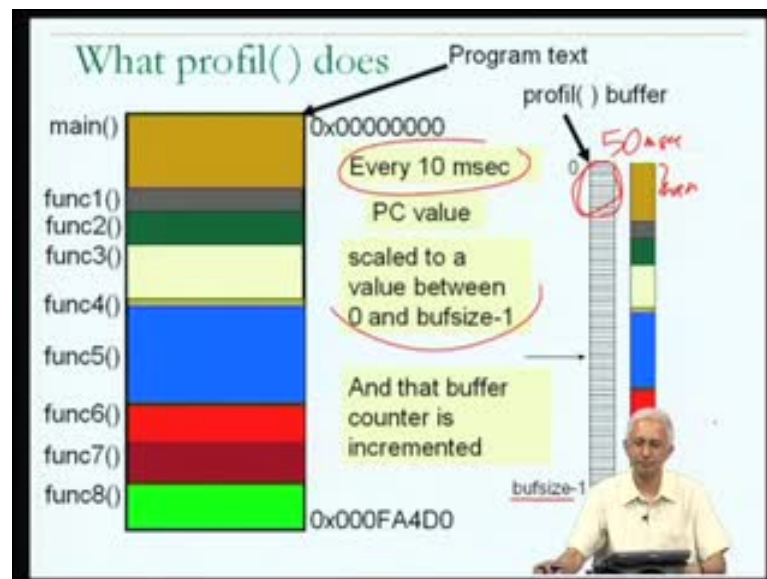 What profil( ) does
Program text
profil( ) buffer
main()
0x00000000
50 msec
Every 10 msec
0
func1()
PC value
func2()
func3()
scaled to a
value between
0 and bufsize-1
func4()
func5()
And that buffer
counter is
incremented
func6()
func7()
func8()
bufsize-1
0x000FA4D0